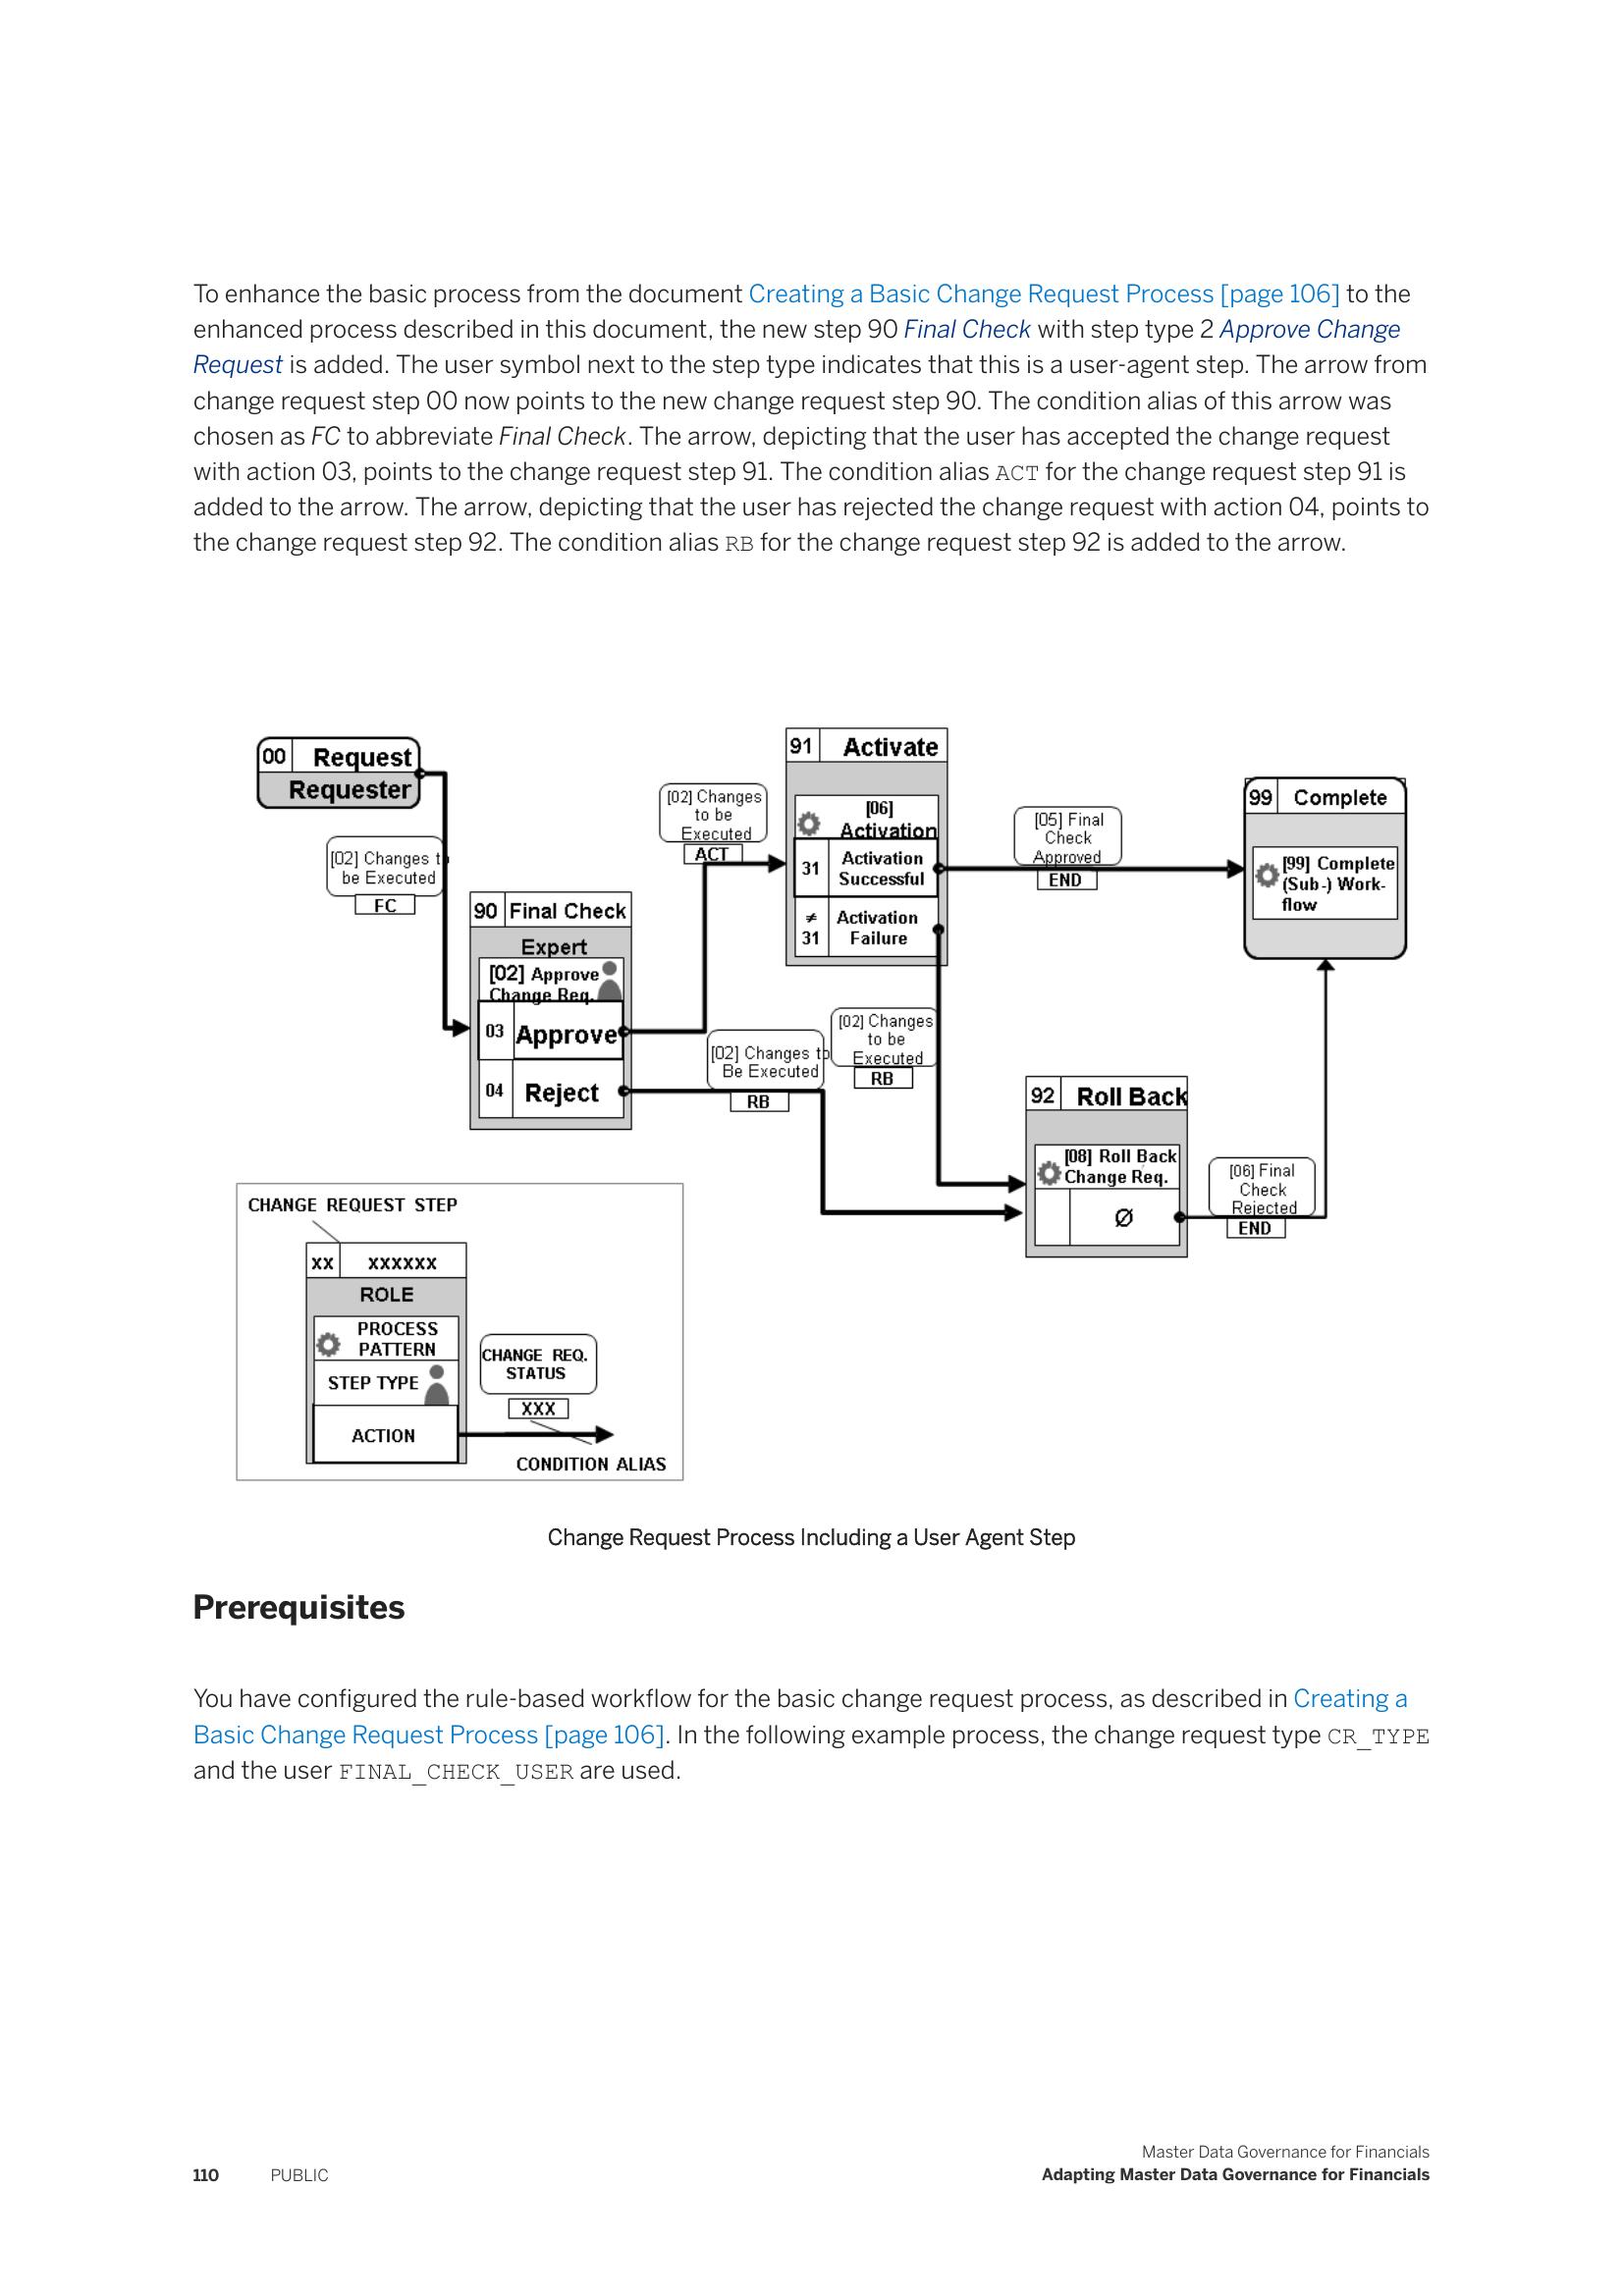 To enhance the basic process from the document Creating a Basic Change Request Process [page 106] to the
enhanced process described in this document, the new step 90 Final Check with step type 2 Approve Change
Request is added. The user symbol next to the step type indicates that this is a user-agent step. The arrow from
change request step 00 now points to the new change request step 90. The condition alias of this arrow was
chosen as FC to abbreviate Final Check. The arrow, depicting that the user has accepted the change request
with action 03, points to the change request step 91. The condition alias ACT for the change request step 91 is
added to the arrow. The arrow, depicting that the user has rejected the change request with action 04, points to
the change request step 92. The condition alias RB for the change request step 92 is added to the arrow.
00 Request
Requester
[02] Changes to
be Executed
FC
90 Final Check
Expert
[02] Approve
Change Req.
03 Approve
04 Reject
[02] Changes
to be
Executed
ACT
91 Activate
[06]
Activation
31 Activation
Successful
≠
31 Activation
Failure
[05] Final
Check
Approved
END
99 Complete
[99] Complete
(Sub-) Work-
flow
[02] Changes to
Be Executed
RB
[02] Changes
to be
Executed
RB
92 Roll Back
[08] Roll Back
Change Req.
Ø
[06] Final
Check
Rejected
END
CHANGE REQUEST STEP
xx xxxxxx
ROLE
PROCESS
PATTERN
STEP TYPE
ACTION
CHANGE REQ.
STATUS
XXX
CONDITION ALIAS
Change Request Process Including a User Agent Step
Prerequisites
You have configured the rule-based workflow for the basic change request process, as described in Creating a
Basic Change Request Process [page 106]. In the following example process, the change request type CR_TYPE
and the user FINAL_CHECK_USER are used.
Master Data Governance for Financials
110 PUBLIC Adapting Master Data Governance for Financials